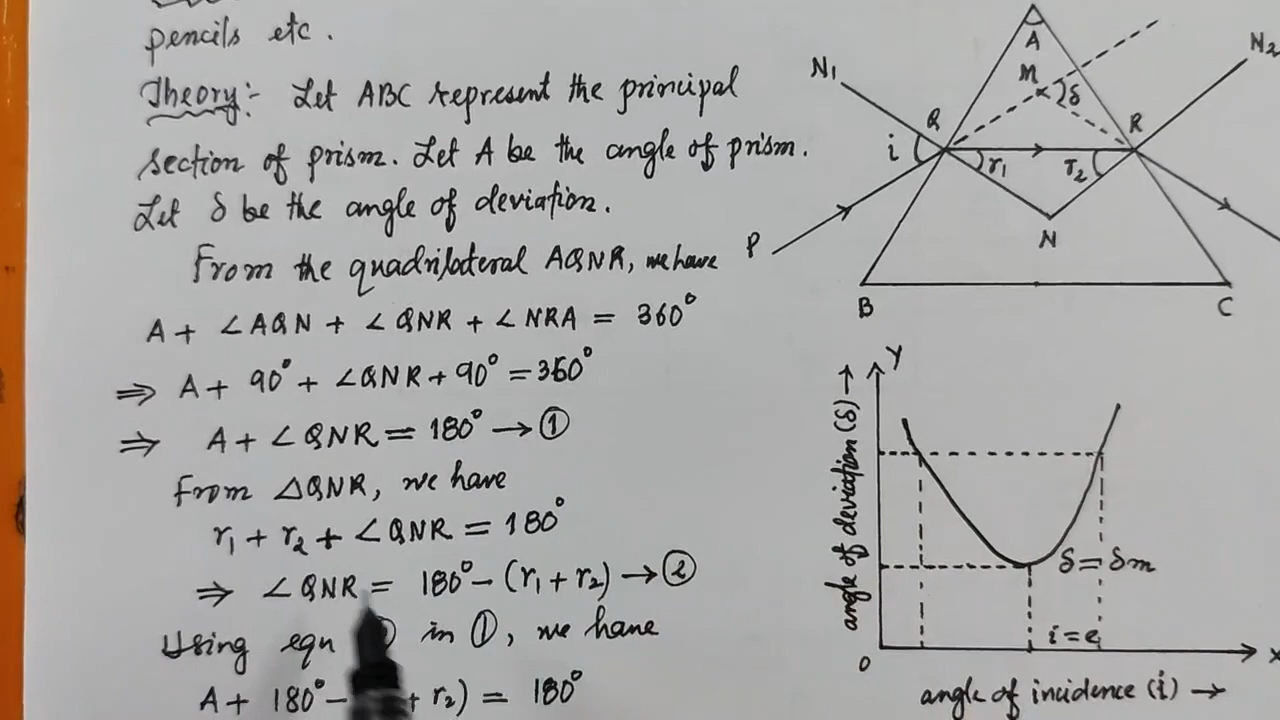 pencils etc.
Theory:- Let ABC represent the principal
section of prism. Let A be the angle of prism.
Let δ be the angle of deviation.
From the quadrilateral AQNR, we have
A + ∠AQN + ∠QNR + ∠NRA = 360°
⇒ A + 90° + ∠QNR + 90° = 360°
⇒ A + ∠QNR = 180° → ①
From △QNR, we have
r₁ + r₂ + ∠QNR = 180°
⇒ ∠QNR = 180° - (r₁ + r₂) → ②
Using eqn in ①, we have
A + 180° - + r₂) = 180°
A
M
δ
N₁
N₂
Q
R
i
r₁
r₂
P
N
B
C
Y
angle of deviation (δ) →
δ = δm
i = e
O
X
angle of incidence (i) →